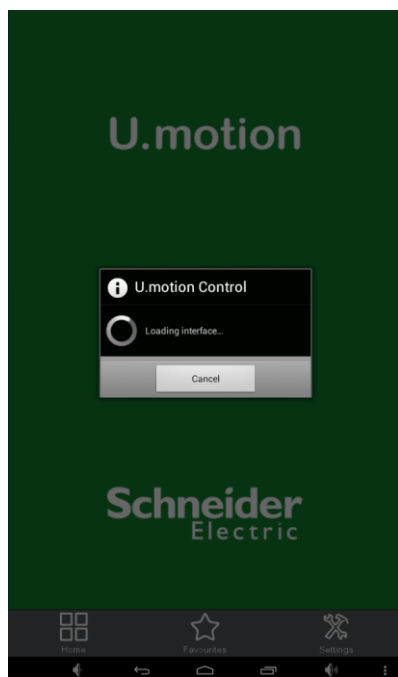 U.motion
U.motion Control
Loading interface...
Cancel
Schneider
Electric
Home
Favourites
Settings